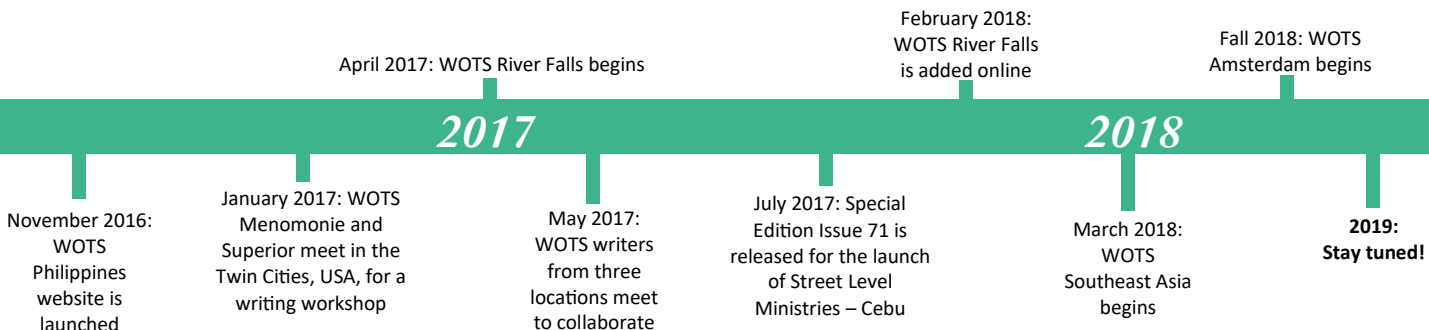 April 2017: WOTS River Falls begins
February 2018:
WOTS River Falls
is added online
Fall 2018: WOTS
Amsterdam begins
2017
2018
November 2016:
WOTS
Philippines
website is
launched
January 2017: WOTS
Menomonie and
Superior meet in the
Twin Cities, USA, for a
writing workshop
May 2017:
WOTS writers
from three
locations meet
to collaborate
July 2017: Special
Edition Issue 71 is
released for the launch
of Street Level
Ministries – Cebu
March 2018:
WOTS
Southeast Asia
begins
2019:
Stay tuned!